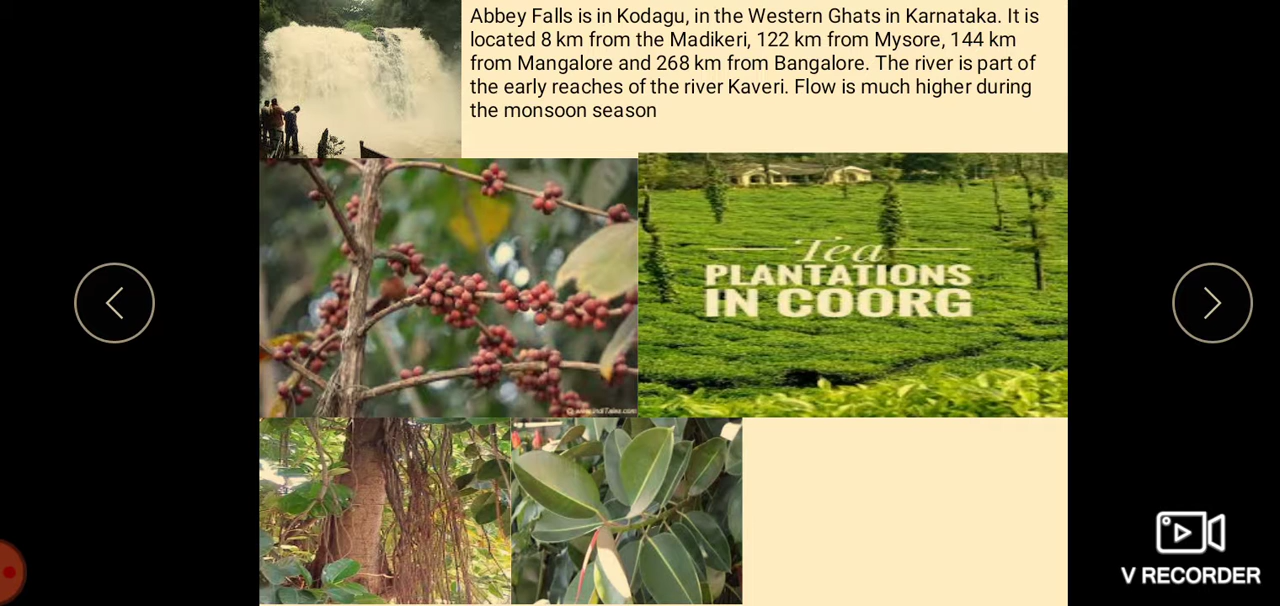 Abbey Falls is in Kodagu, in the Western Ghats in Karnataka. It is
located 8 km from the Madikeri, 122 km from Mysore, 144 km
from Mangalore and 268 km from Bangalore. The river is part of
the early reaches of the river Kaveri. Flow is much higher during
the monsoon season
Tea
PLANTATIONS
IN COORG
V RECORDER